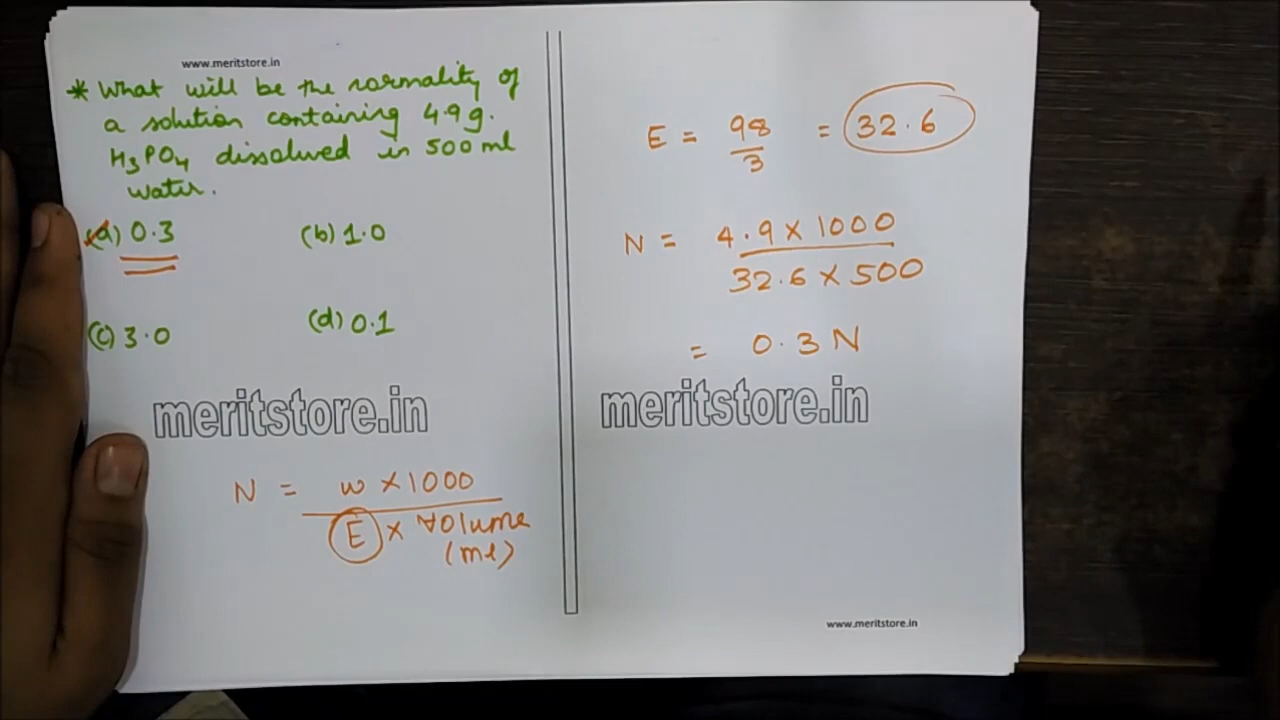 www.meritstore.in
* What will be the normality of
a solution containing 4.9g.
H₃PO₄ dissolved in 500 ml
water.
(a) 0.3 (b) 1.0
(c) 3.0 (d) 0.1
meritstore.in
N = w × 1000
E × Volume
(ml)
E = 98 = 32.6
3
N = 4.9 × 1000
32.6 × 500
= 0.3 N
meritstore.in
www.meritstore.in